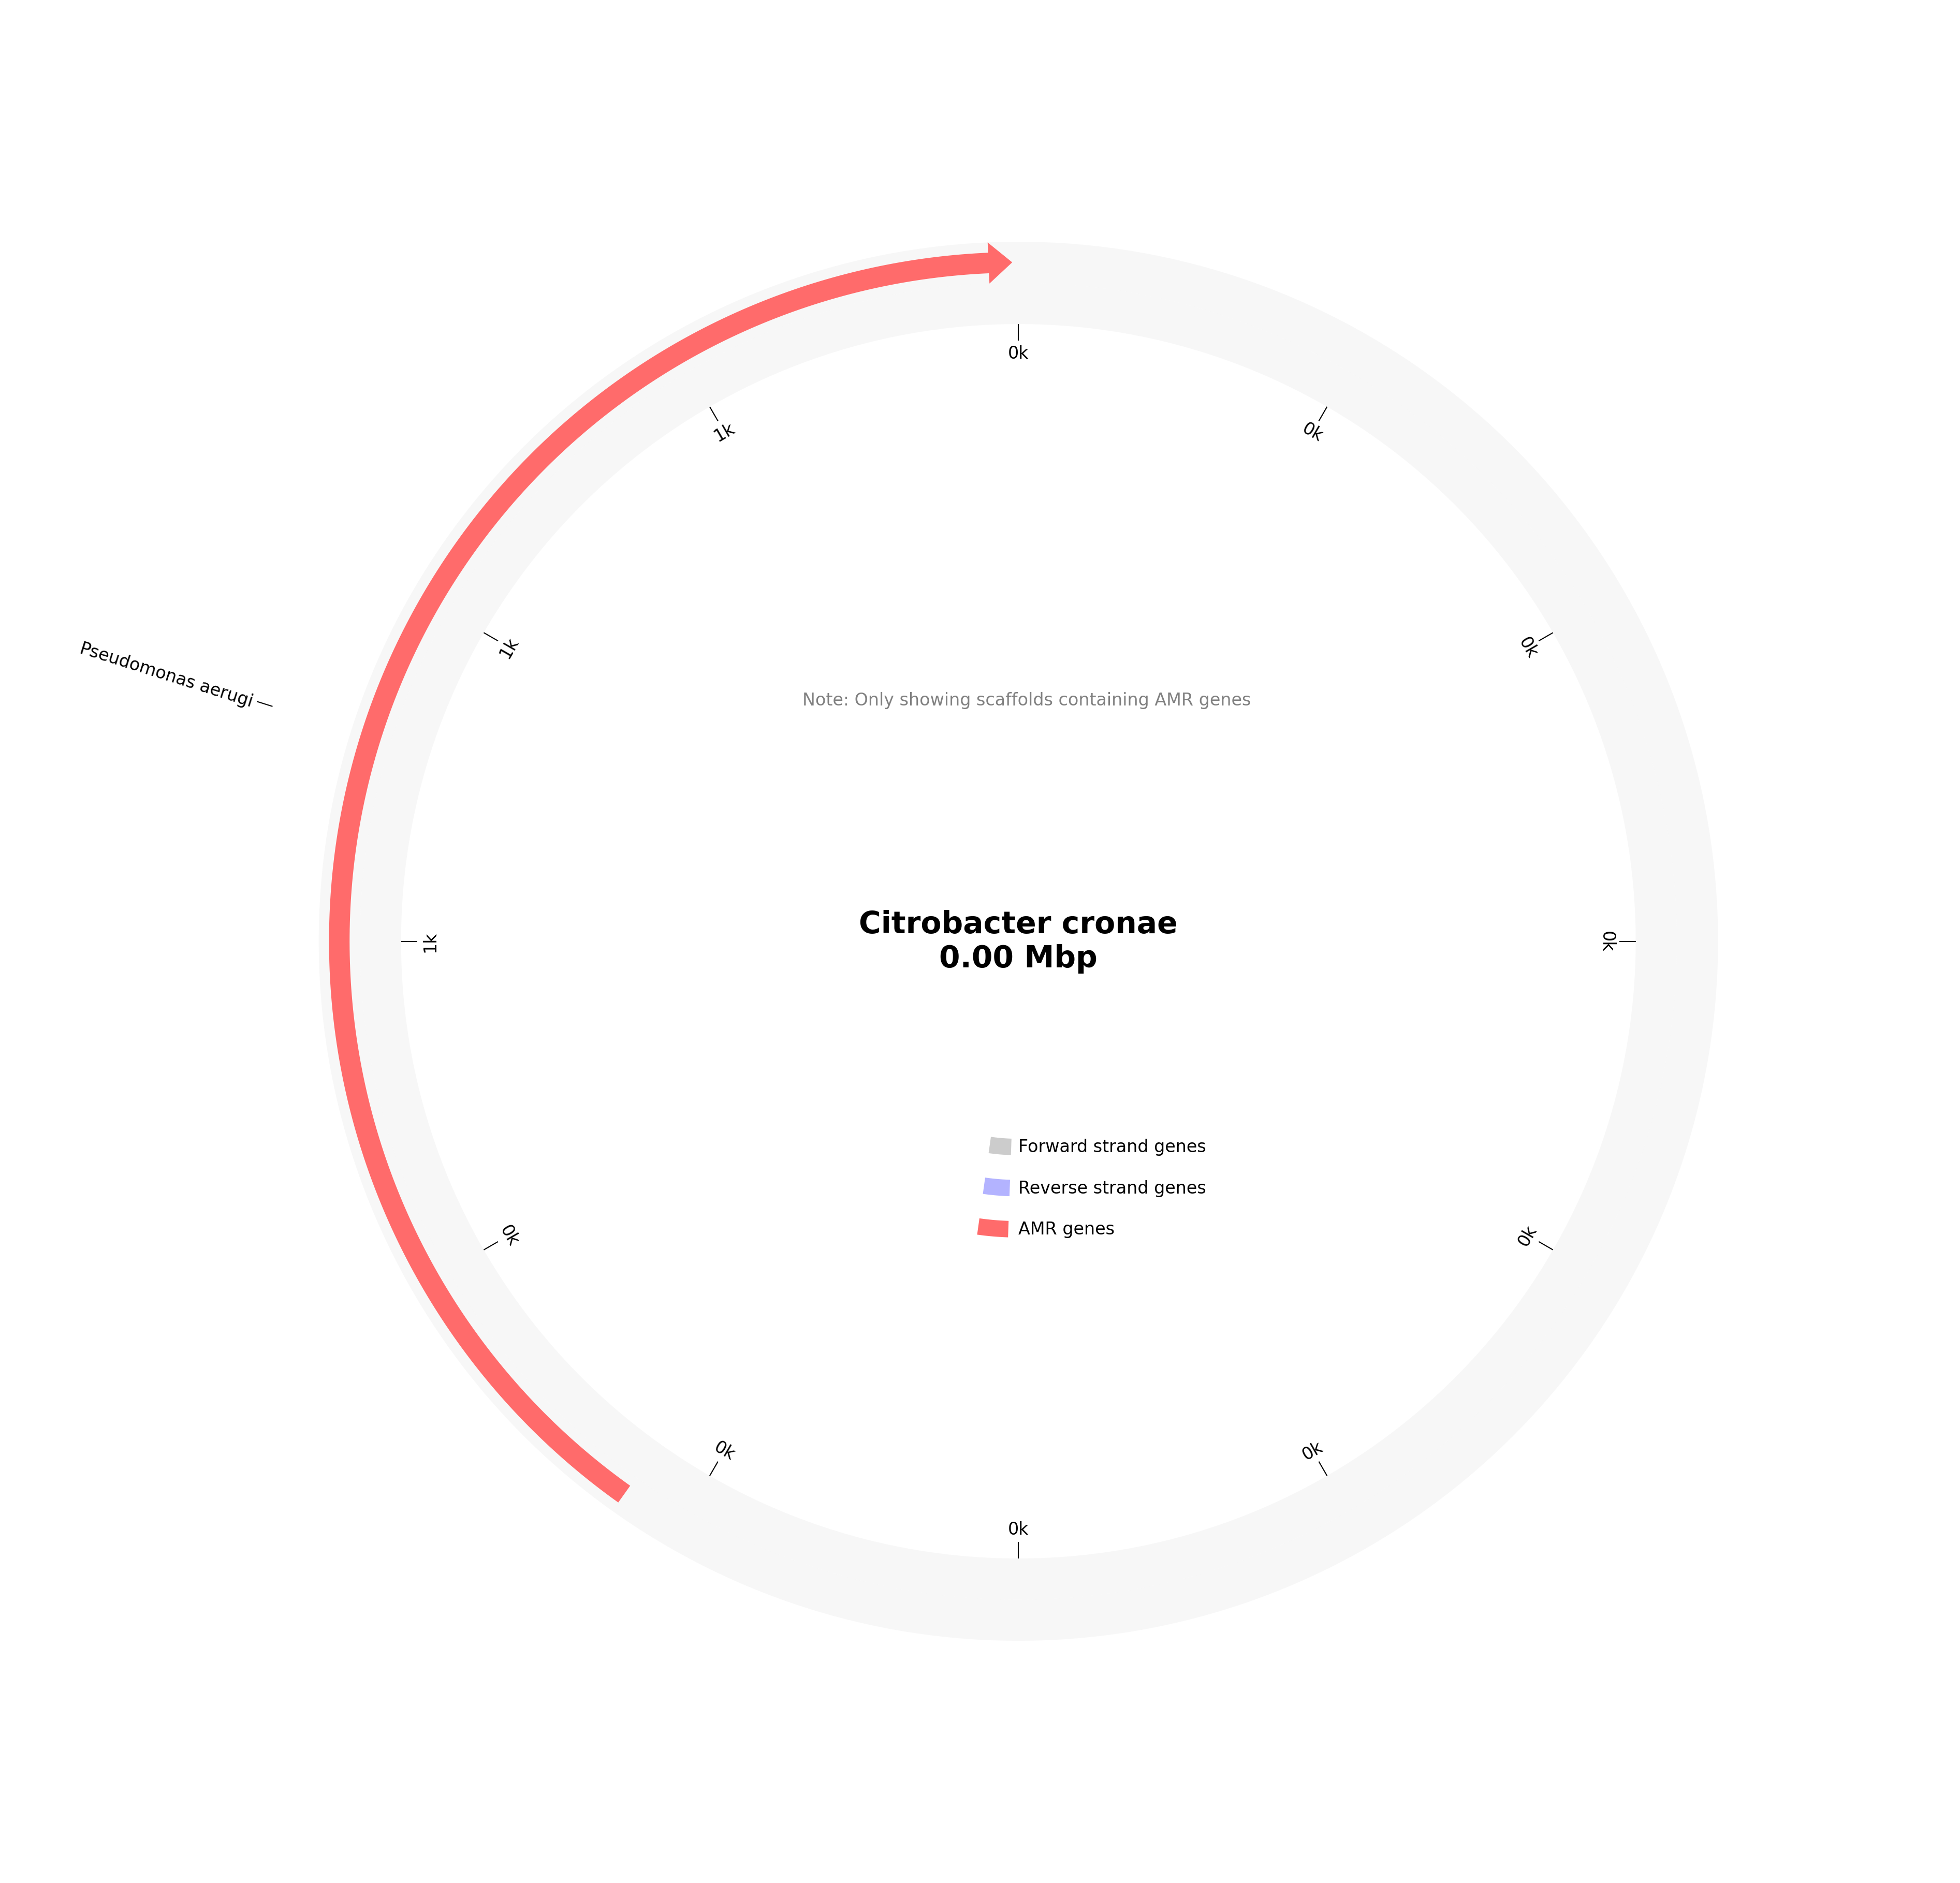 0k
1k
0k
1k
0k
Pseudomonas aerugi
Note: Only showing scaffolds containing AMR genes
Citrobacter cronae
0.00 Mbp
1k
0k
Forward strand genes
Reverse strand genes
AMR genes
0k
0k
0k
0k
0k